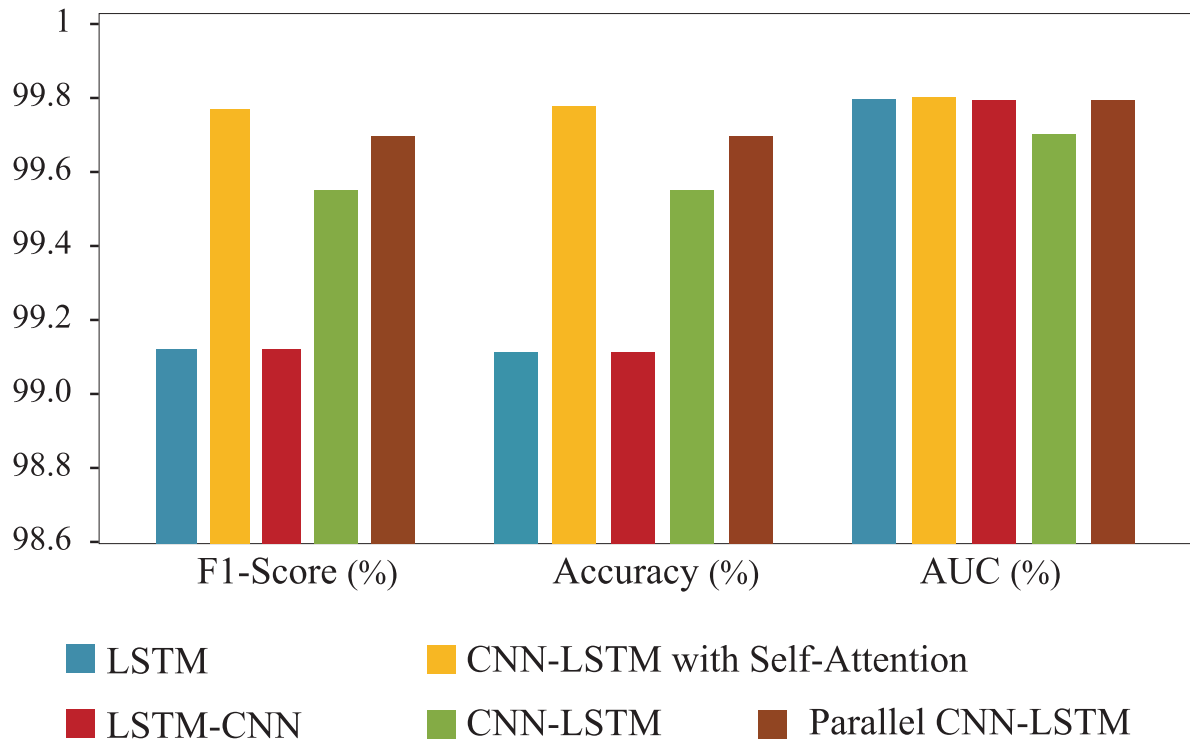 1
99.8
99.6
99.4
99.2
99.0
98.8
98.6
F1-Score (%) Accuracy (%) AUC (%)
LSTM CNN-LSTM with Self-Attention
LSTM-CNN CNN-LSTM Parallel CNN-LSTM